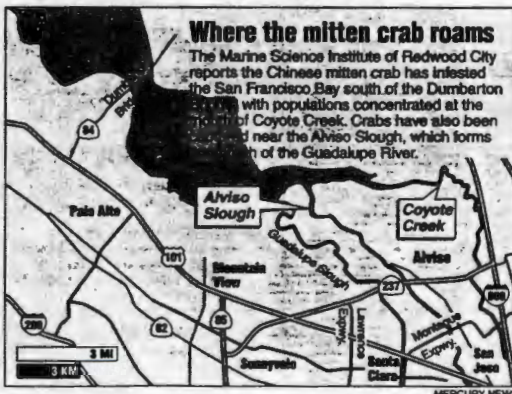 Where the mitten crab roams
The Marine Science Institute of Redwood City
reports the Chinese mitten crab has infested
the San Francisco Bay south of the Dumbarton
with populations concentrated at the
of Coyote Creek. Crabs have also been
near the Alviso Slough, which forms
of the Guadalupe River.
84
Alviso
Slough
Coyote
Creek
Palo Alto
Guadalupe Slough
Alviso
101
Mountain
View
237
280
82
85
Lawrence
Expwy.
Montague
Expwy.
3 MI
3 KM
Sunnyvale
Santa
Clara
San
Jose
MERCURY NEWS